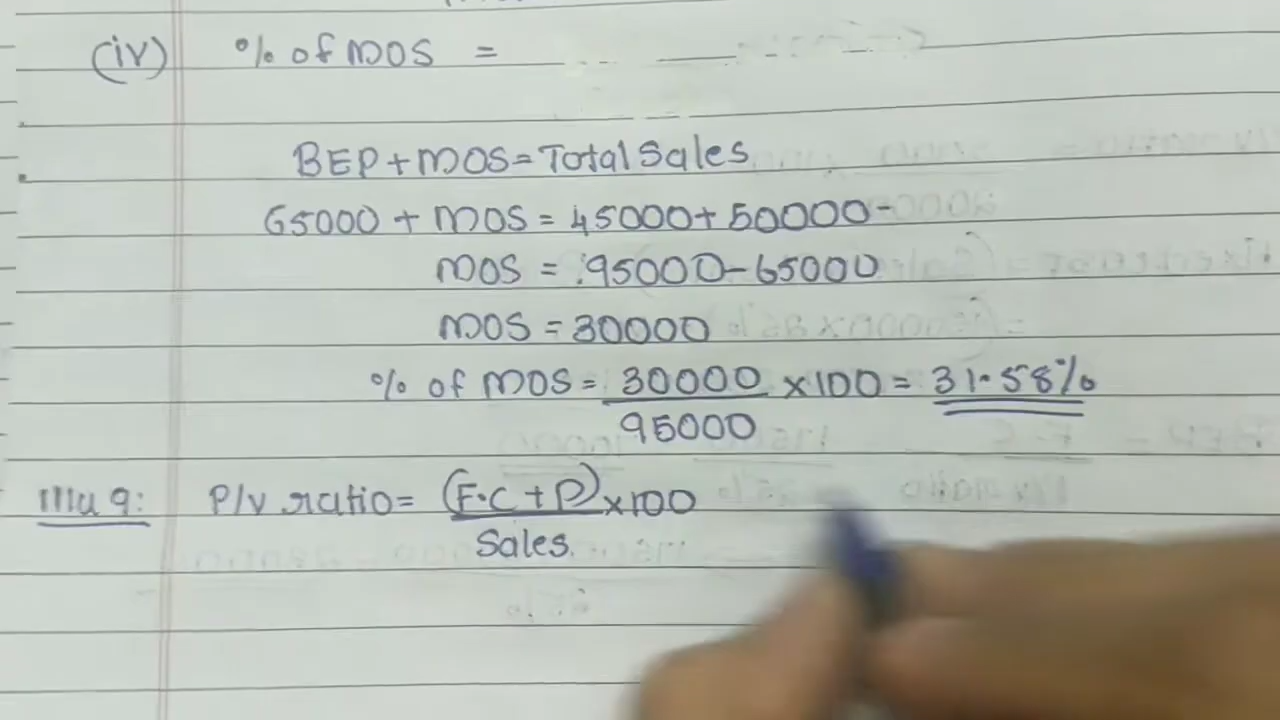 (iv) % of MOS =
BEP + MOS = Total Sales
65000 + MOS = 45000 + 50000
MOS = 95000 - 65000
MOS = 30000
% of MOS = 30000 × 100 = 31.58%
95000
Illu 9: P/V ratio = (F.C + P) × 100
Sales